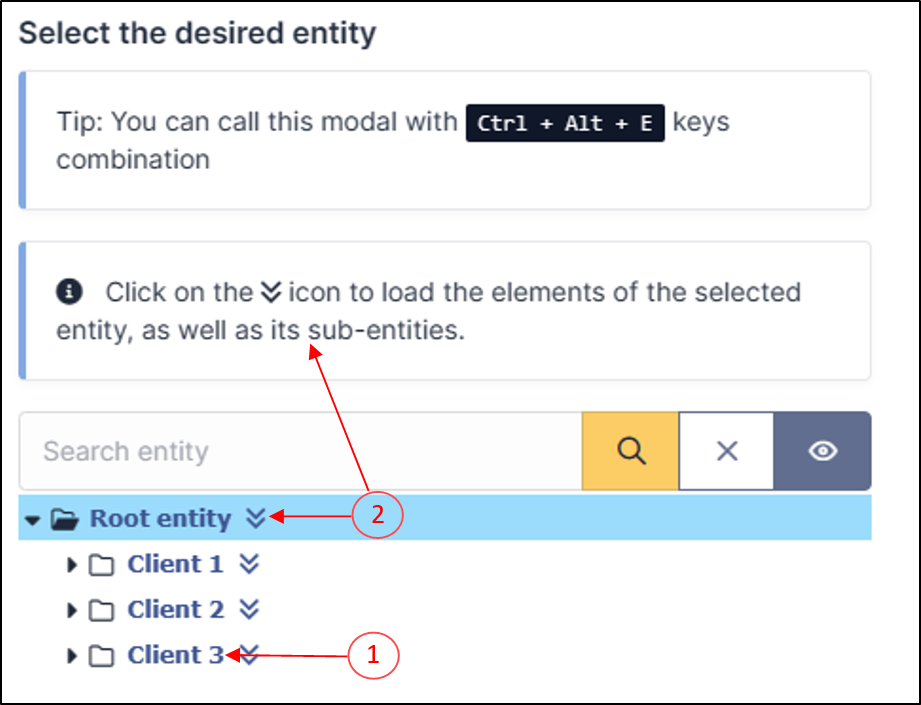 Select the desired entity
Tip: You can call this modal with Ctrl + Alt + E keys
combination
Click on the icon to load the elements of the selected
entity, as well as its sub-entities.
Search entity
Root entity
2
Client 1
Client 2
Client 3
1